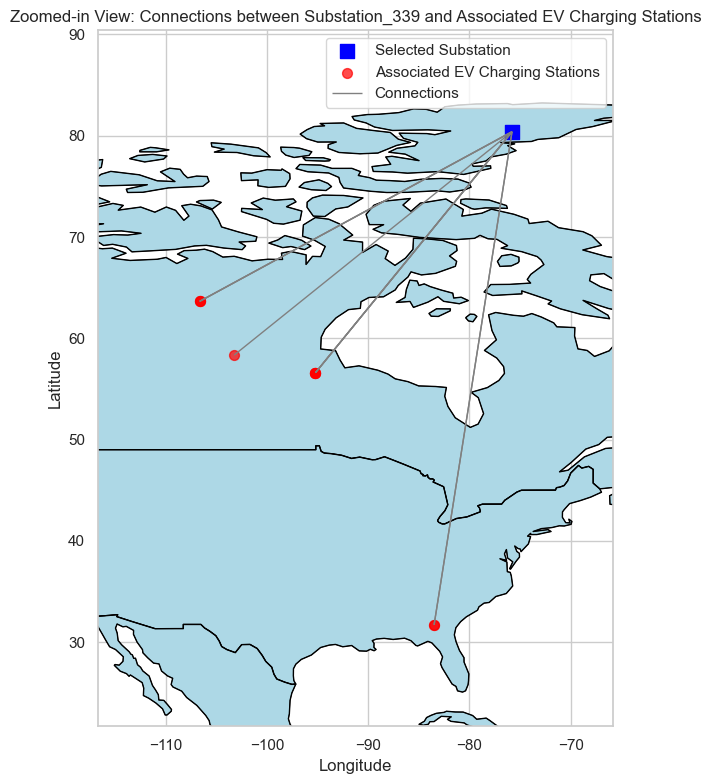 Zoomed-in View: Connections between Substation_339 and Associated EV Charging Stations
Selected Substation
Associated EV Charging Stations
Connections
90
80
70
60
50
40
30
Latitude
−110
−100
−90
−80
−70
Longitude